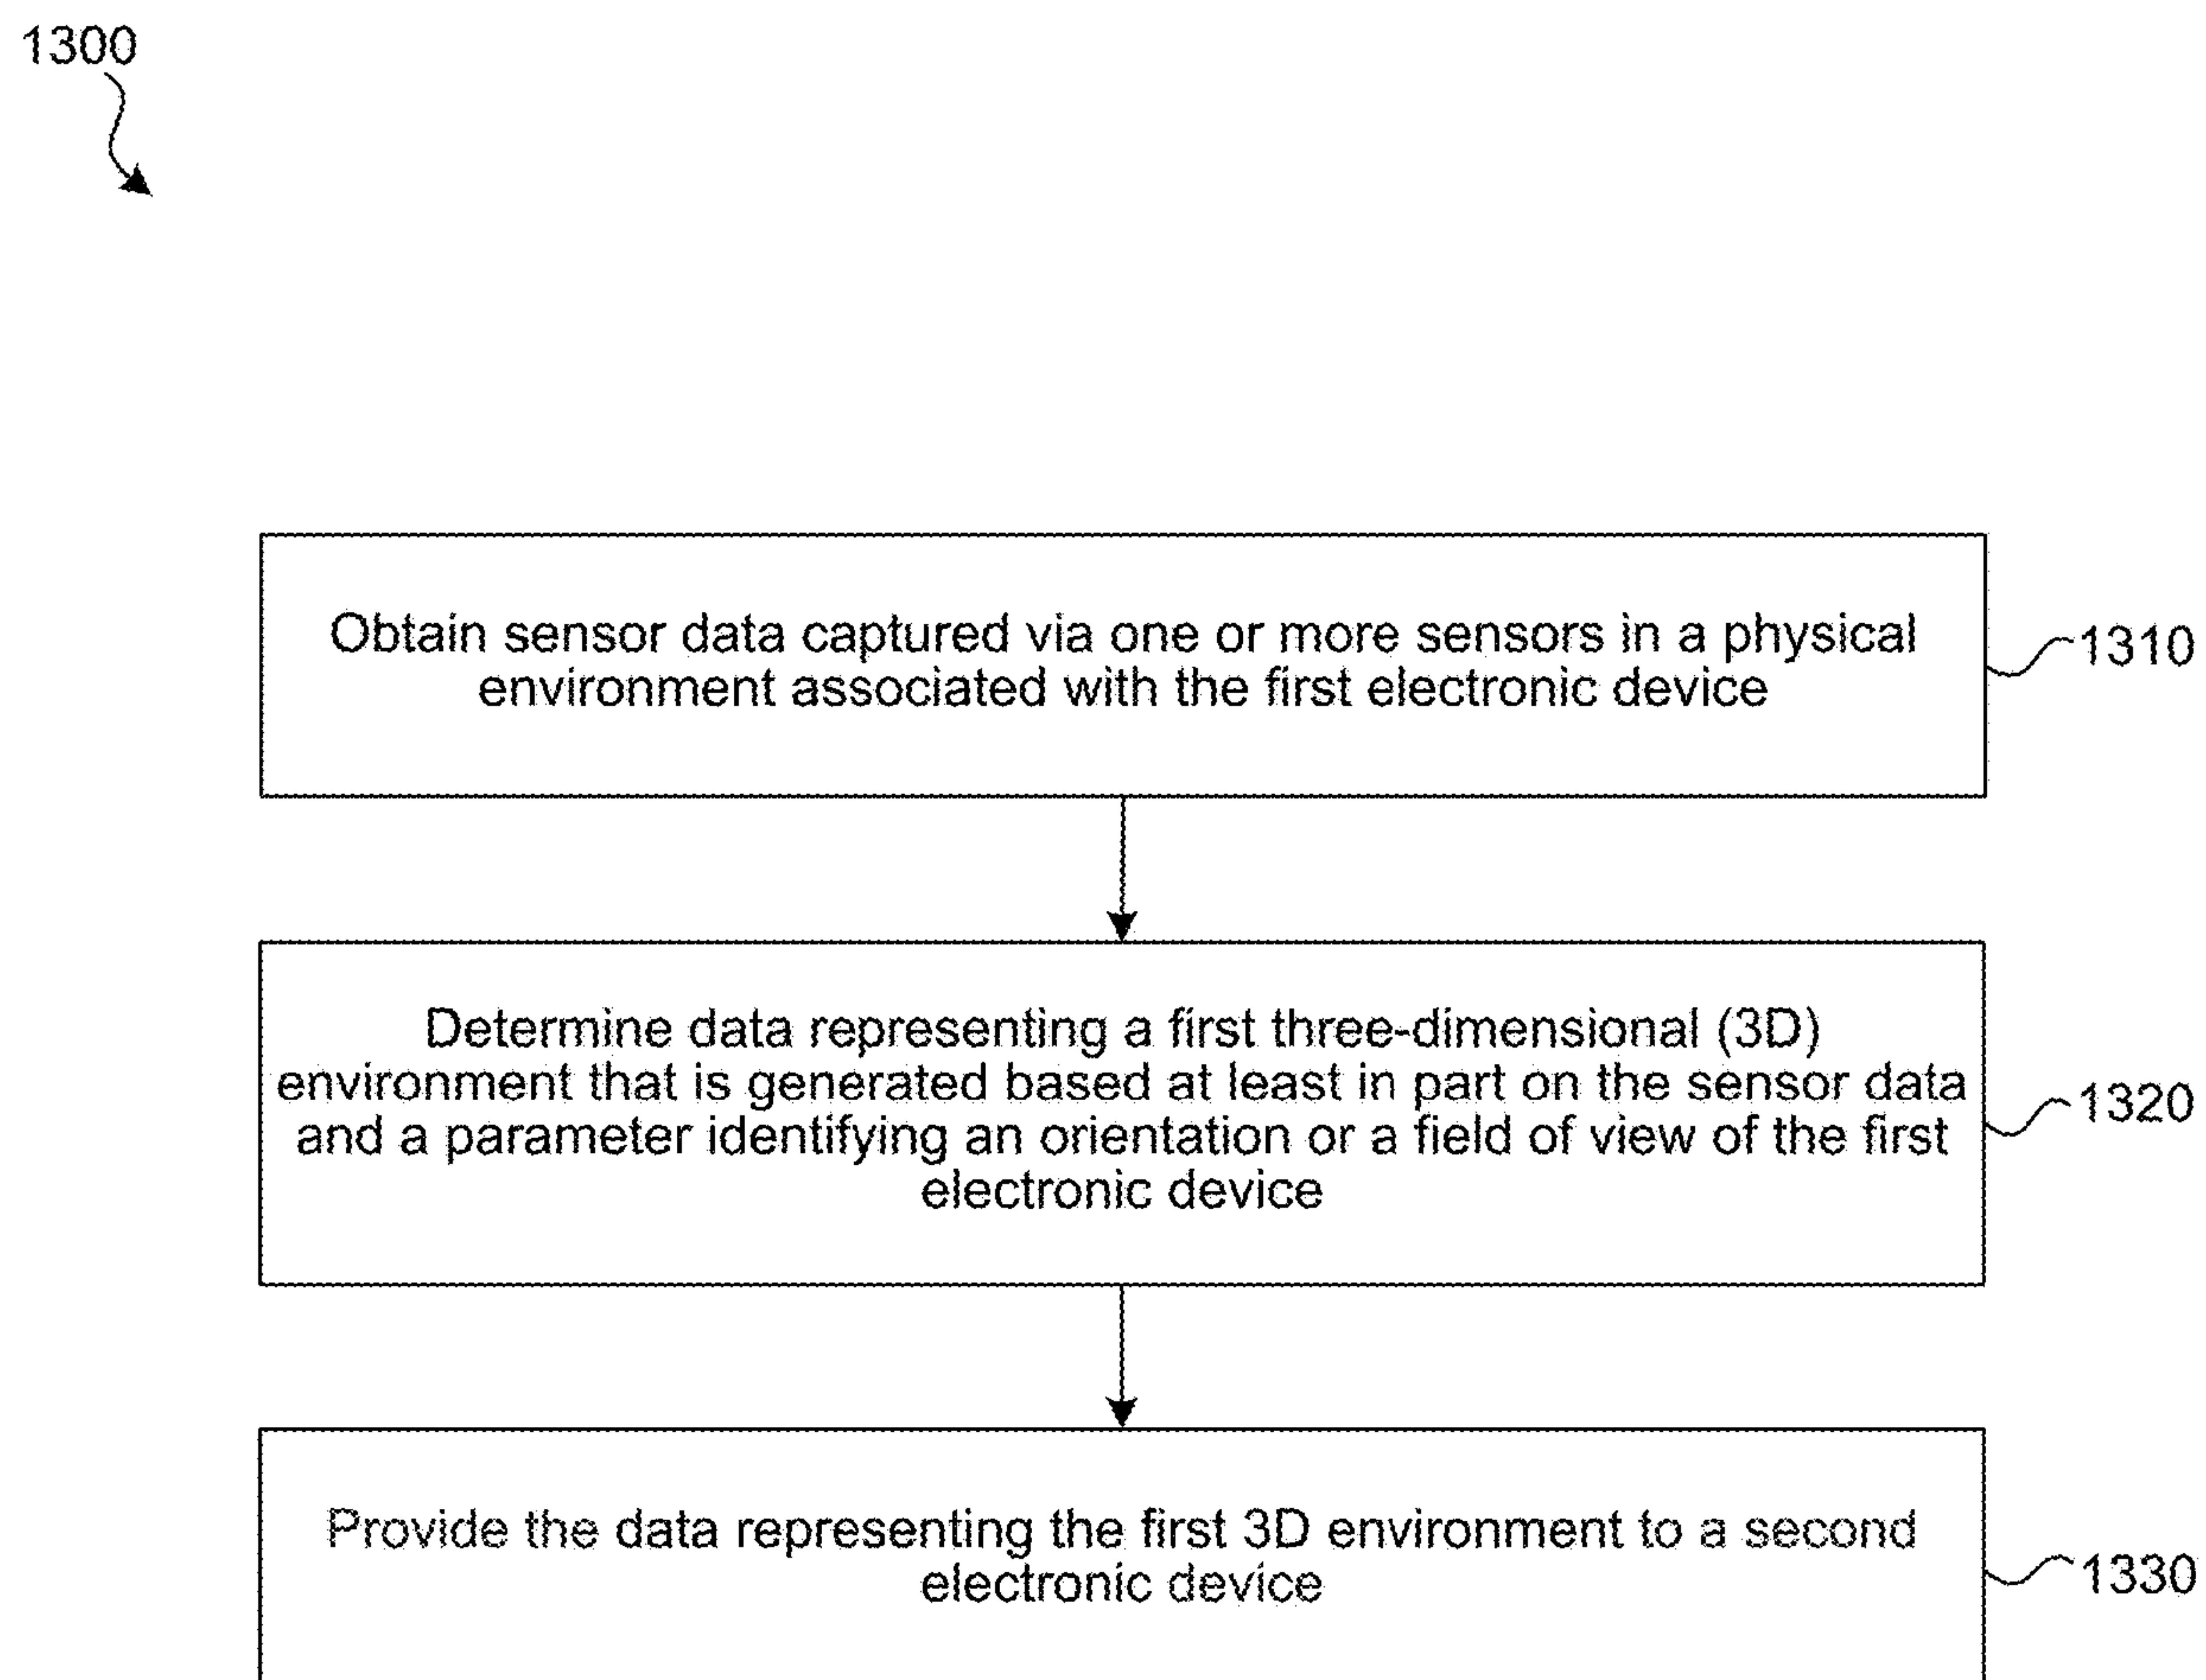 1300
Obtain sensor data captured via one or more sensors in a physical
environment associated with the first electronic device
1310
Determine data representing a first three-dimensional (3D)
environment that is generated based at least in part on the sensor data
and a parameter identifying an orientation or a field of view of the first
electronic device
1320
Provide the data representing the first 3D environment to a second
electronic device
1330